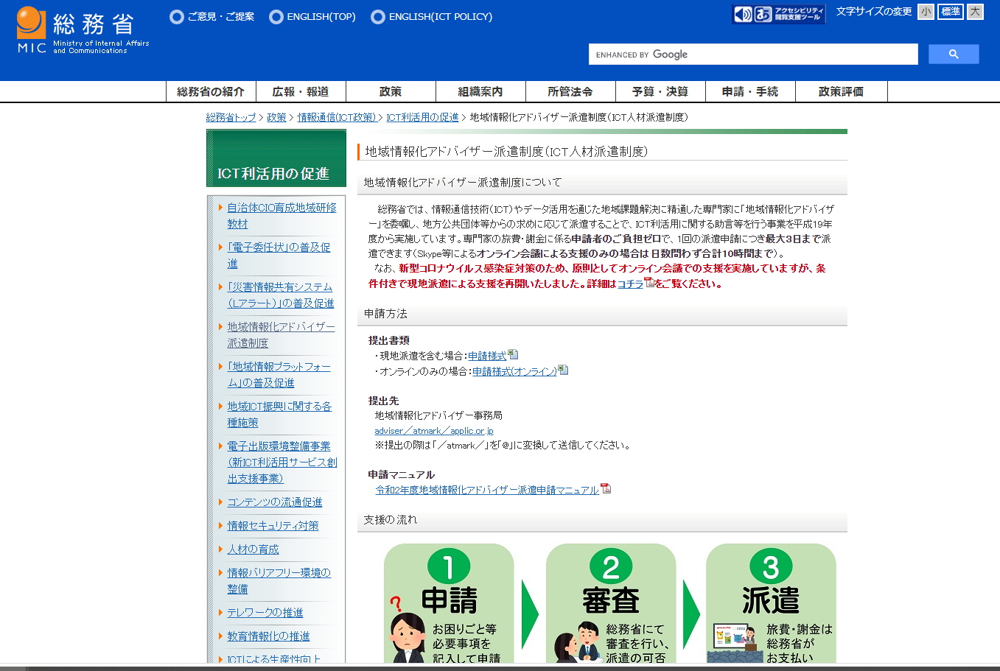 総務省
MIC
Ministry of Internal Affairs
and Communications
ご意見・ご提案
ENGLISH(TOP)
ENGLISH(ICT POLICY)
あ アクセシビリティ
閲覧支援ツール
文字サイズの変更 小 標準 大
ENHANCED BY Google
総務省の紹介 広報・報道 政策 組織案内 所管法令 予算・決算 申請・手続 政策評価
総務省トップ > 政策 > 情報通信(ICT政策) > ICT利活用の促進 > 地域情報化アドバイザー派遣制度(ICT人材派遣制度)
ICT利活用の促進
自治体CIO育成地域研修
教材
「電子委任状」の普及促
進
「災害情報共有システム
(Lアラート)」の普及促進
地域情報化アドバイザー
派遣制度
「地域情報プラットフォー
ム」の普及促進
地域ICT振興に関する各
種施策
電子出版環境整備事業
(新ICT利活用サービス創
出支援事業)
コンテンツの流通促進
情報セキュリティ対策
人材の育成
情報バリアフリー環境の
整備
テレワークの推進
教育情報化の推進
ICTによる生産性向上
地域情報化アドバイザー派遣制度(ICT人材派遣制度)
地域情報化アドバイザー派遣制度について
総務省では、情報通信技術(ICT)やデータ活用を通じた地域課題解決に精通した専門家に「地域情報化アドバイザ
ー」を委嘱し、地方公共団体等からの求めに応じて派遣することで、ICT利活用に関する助言等を行う事業を平成19年
度から実施しています。専門家の旅費・謝金に係る申請者のご負担ゼロで、1回の派遣申請につき最大3日まで派
遣できます(Skype等によるオンライン会議による支援のみの場合は日数問わず合計10時間まで)。
なお、新型コロナウイルス感染症対策のため、原則としてオンライン会議での支援を実施していますが、条
件付きで現地派遣による支援を再開いたしました。詳細はコチラをご覧ください。
申請方法
提出書類
・現地派遣を含む場合:申請様式
・オンラインのみの場合:申請様式(オンライン)
提出先
地域情報化アドバイザー事務局
adviser／atmark／applic.or.jp
※提出の際は「／atmark／」を「@」に変換して送信してください。
申請マニュアル
令和2年度地域情報化アドバイザー派遣申請マニュアル
支援の流れ
1
申請
?
お困りごと等
必要事項を
記入して申請
2
審査
総務省にて
審査を行い、
派遣の可否
3
派遣
旅費・謝金は
総務省が
お支払い